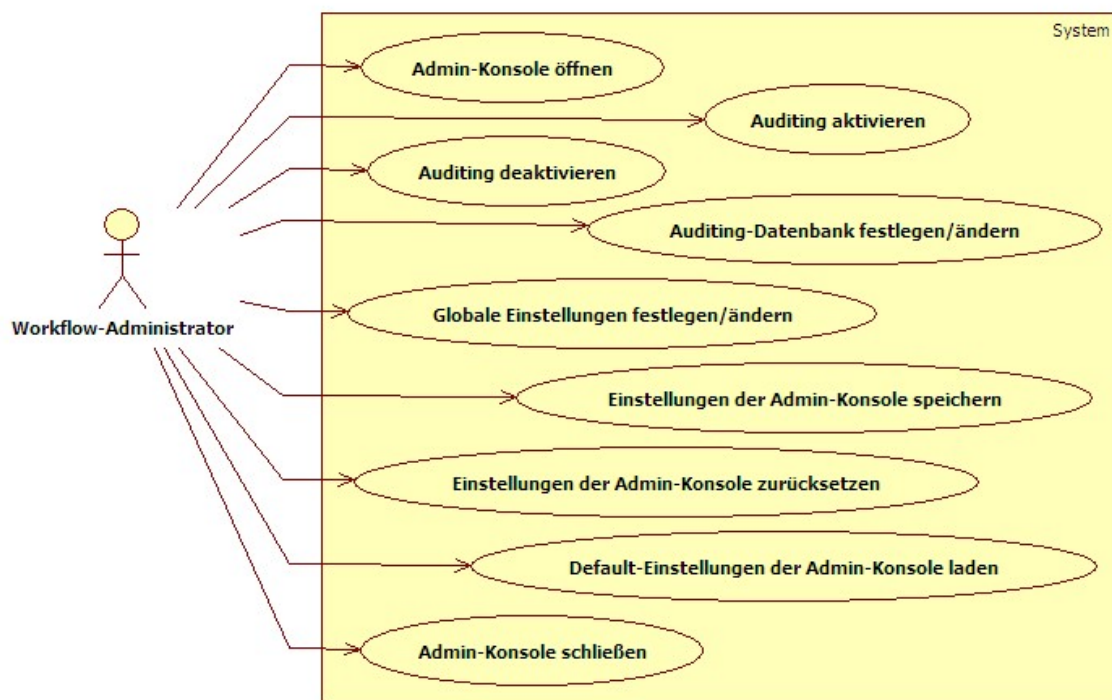 System
Admin-Konsole öffnen
Auditing aktivieren
Auditing deaktivieren
Auditing-Datenbank festlegen/ändern
Workflow-Administrator
Globale Einstellungen festlegen/ändern
Einstellungen der Admin-Konsole speichern
Einstellungen der Admin-Konsole zurücksetzen
Default-Einstellungen der Admin-Konsole laden
Admin-Konsole schließen